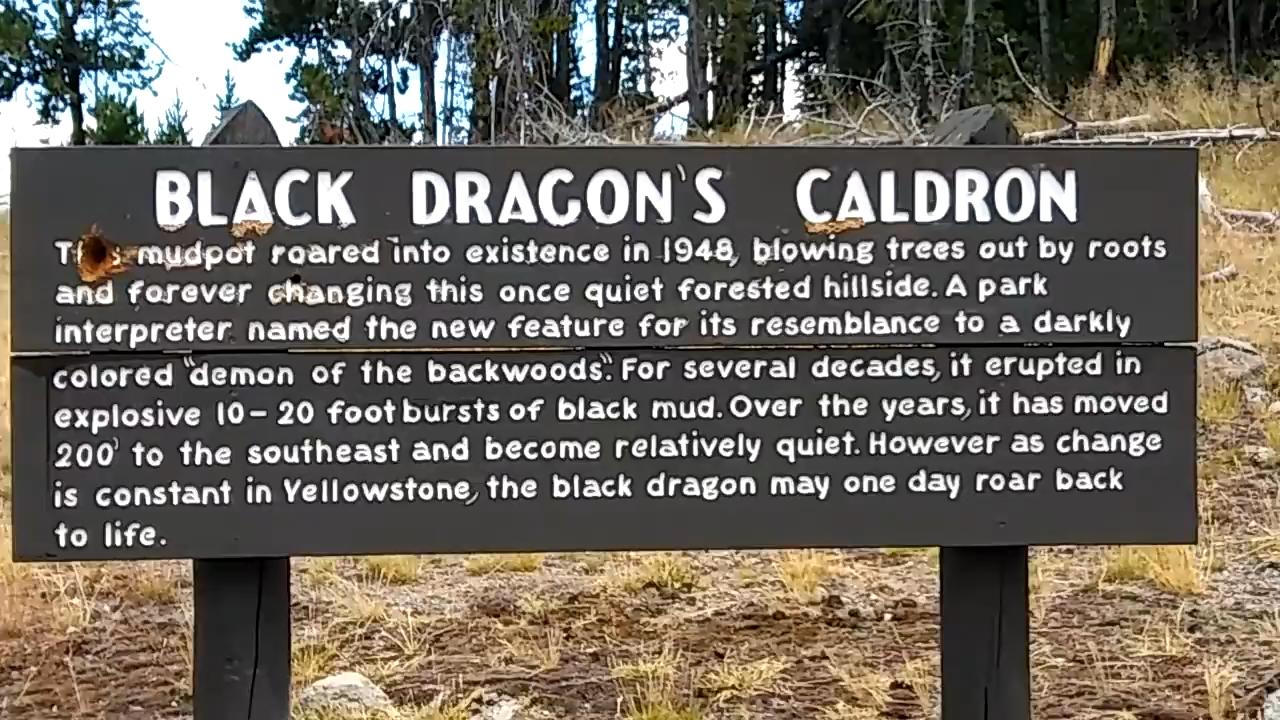 BLACK DRAGON'S CALDRON
This mudpot roared into existence in 1948, blowing trees out by roots
and forever changing this once quiet forested hillside. A park
interpreter named the new feature for its resemblance to a darkly
colored "demon of the backwoods". For several decades, it erupted in
explosive 10-20 foot bursts of black mud. Over the years, it has moved
200' to the southeast and become relatively quiet. However as change
is constant in Yellowstone, the black dragon may one day roar back
to life.